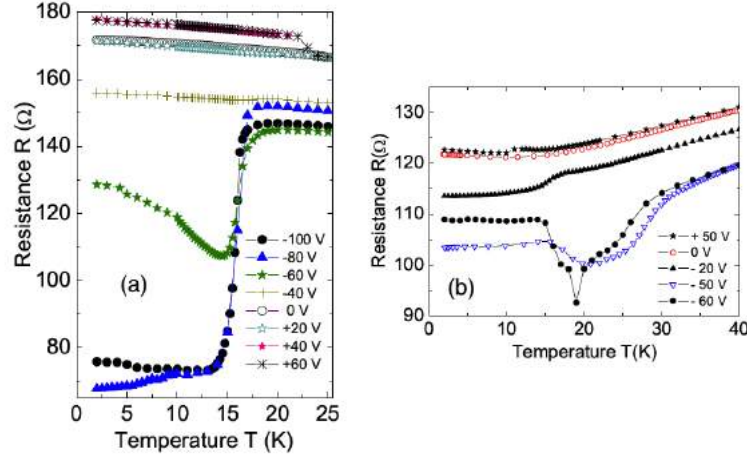 180
160
140
120
100
80
Resistance R (Ω)
(a)
-100 V
-80 V
-60 V
-40 V
0 V
+20 V
+40 V
+60 V
0 5 10 15 20 25
Temperature T (K)
130
120
110
100
90
Resistance R(Ω)
(b)
+ 50 V
0 V
- 20 V
- 50 V
- 60 V
0 10 20 30 40
Temperature T(K)